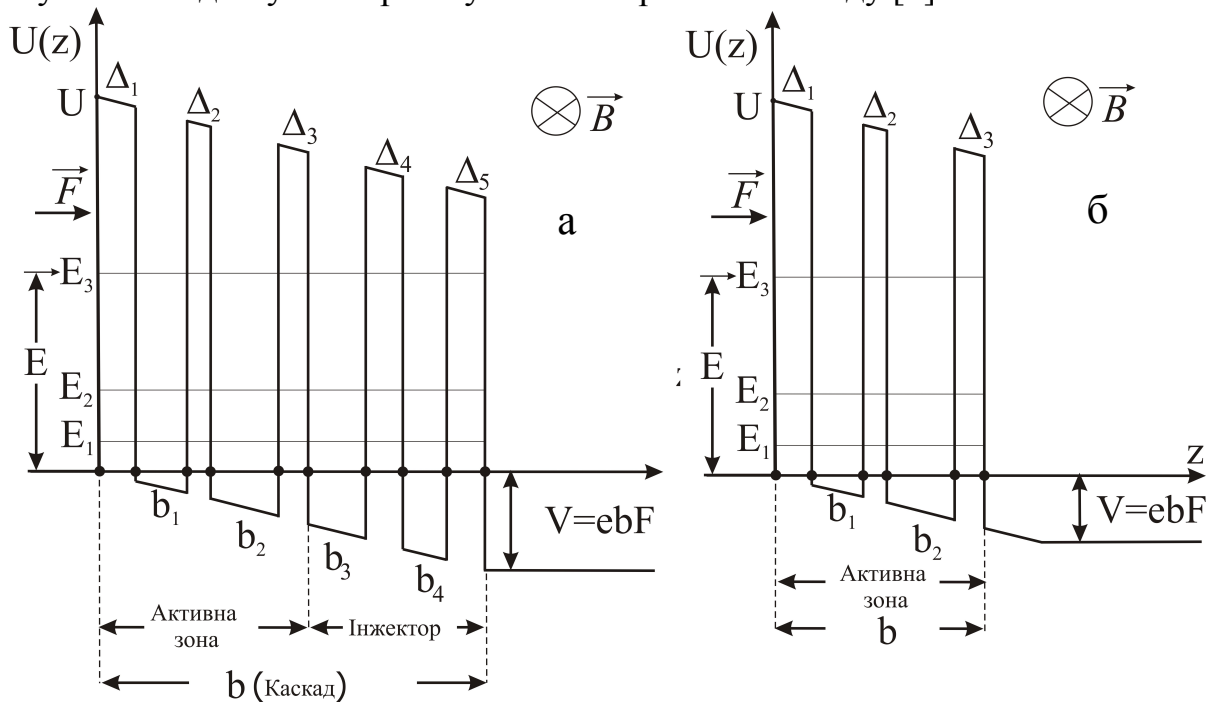 U(z)
U
Δ₁
Δ₂
Δ₃
Δ₄
Δ₅
B
F
а
E₃
E
E₂
E₁
b₁
b₂
b₃
b₄
V=ebF
Активна
зона
Інжектор
b (Каскад)
U(z)
U
Δ₁
Δ₂
Δ₃
B
F
б
E₃
E
E₂
E₁
z
b₁
b₂
V=ebF
Активна
зона
b